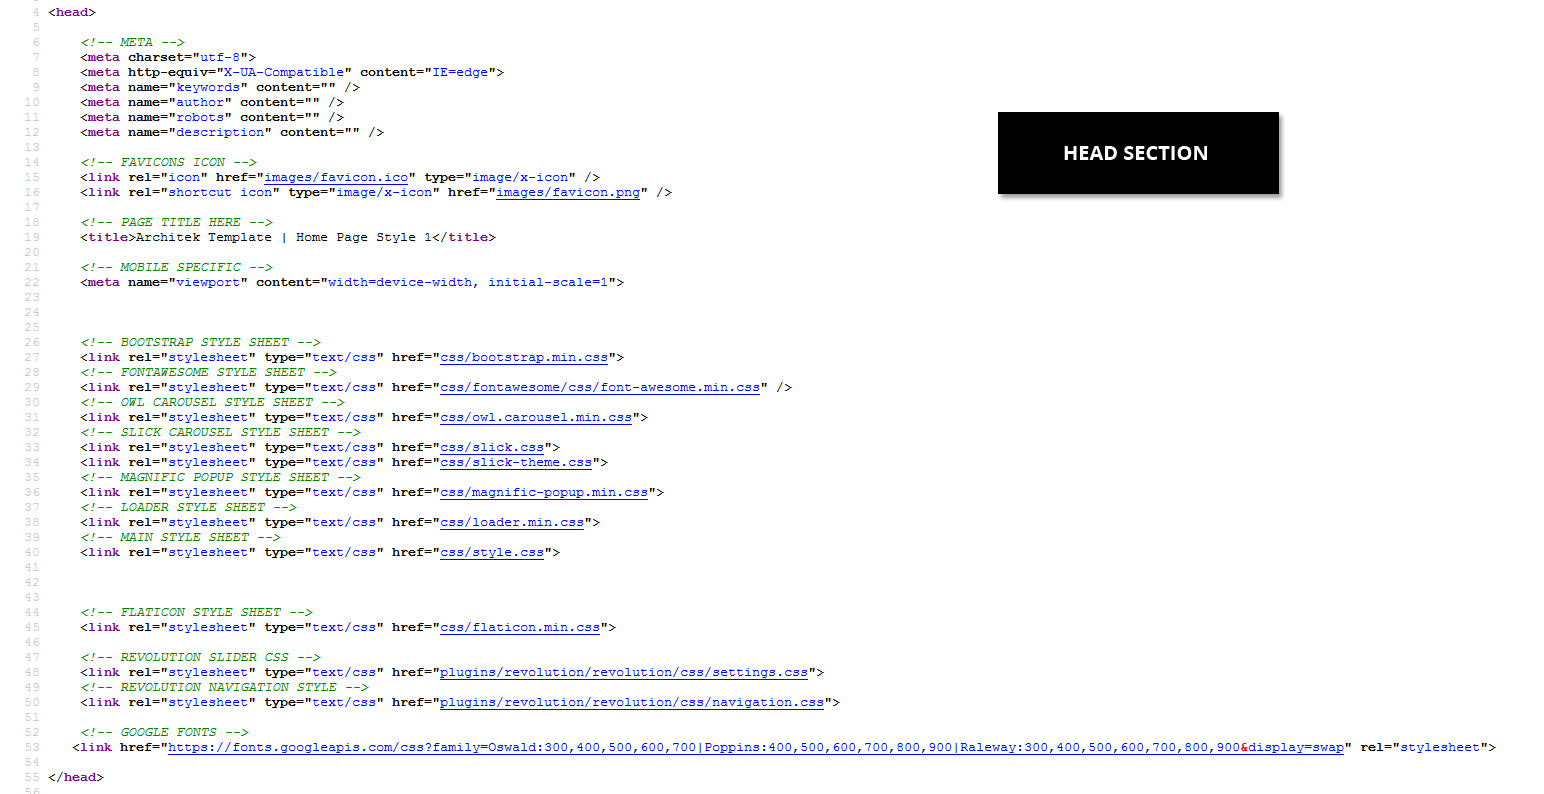 4 <head>
5
6 <!-- META -->
7 <meta charset="utf-8">
8 <meta http-equiv="X-UA-Compatible" content="IE=edge">
9 <meta name="keywords" content="" />
10 <meta name="author" content="" />
11 <meta name="robots" content="" />
12 <meta name="description" content="" />
HEAD SECTION
13
14 <!-- FAVICONS ICON -->
15 <link rel="icon" href="images/favicon.ico" type="image/x-icon" />
16 <link rel="shortcut icon" type="image/x-icon" href="images/favicon.png" />
17
18 <!-- PAGE TITLE HERE -->
19 <title>Architek Template | Home Page Style 1</title>
20
21 <!-- MOBILE SPECIFIC -->
22 <meta name="viewport" content="width=device-width, initial-scale=1">
23
24
25
26 <!-- BOOTSTRAP STYLE SHEET -->
27 <link rel="stylesheet" type="text/css" href="css/bootstrap.min.css">
28 <!-- FONTAWESOME STYLE SHEET -->
29 <link rel="stylesheet" type="text/css" href="css/fontawesome/css/font-awesome.min.css" />
30 <!-- OWL CAROUSEL STYLE SHEET -->
31 <link rel="stylesheet" type="text/css" href="css/owl.carousel.min.css">
32 <!-- SLICK CAROUSEL STYLE SHEET -->
33 <link rel="stylesheet" type="text/css" href="css/slick.css">
34 <link rel="stylesheet" type="text/css" href="css/slick-theme.css">
35 <!-- MAGNIFIC POPUP STYLE SHEET -->
36 <link rel="stylesheet" type="text/css" href="css/magnific-popup.min.css">
37 <!-- LOADER STYLE SHEET -->
38 <link rel="stylesheet" type="text/css" href="css/loader.min.css">
39 <!-- MAIN STYLE SHEET -->
40 <link rel="stylesheet" type="text/css" href="css/style.css">
41
42
43
44 <!-- FLATICON STYLE SHEET -->
45 <link rel="stylesheet" type="text/css" href="css/flaticon.min.css">
46
47 <!-- REVOLUTION SLIDER CSS -->
48 <link rel="stylesheet" type="text/css" href="plugins/revolution/revolution/css/settings.css">
49 <!-- REVOLUTION NAVIGATION STYLE -->
50 <link rel="stylesheet" type="text/css" href="plugins/revolution/revolution/css/navigation.css">
51
52 <!-- GOOGLE FONTS -->
53 <link href="https://fonts.googleapis.com/css?family=Oswald:300,400,500,600,700|Poppins:400,500,600,700,800,900|Raleway:300,400,500,600,700,800,900&display=swap" rel="stylesheet">
54
55 </head>
56